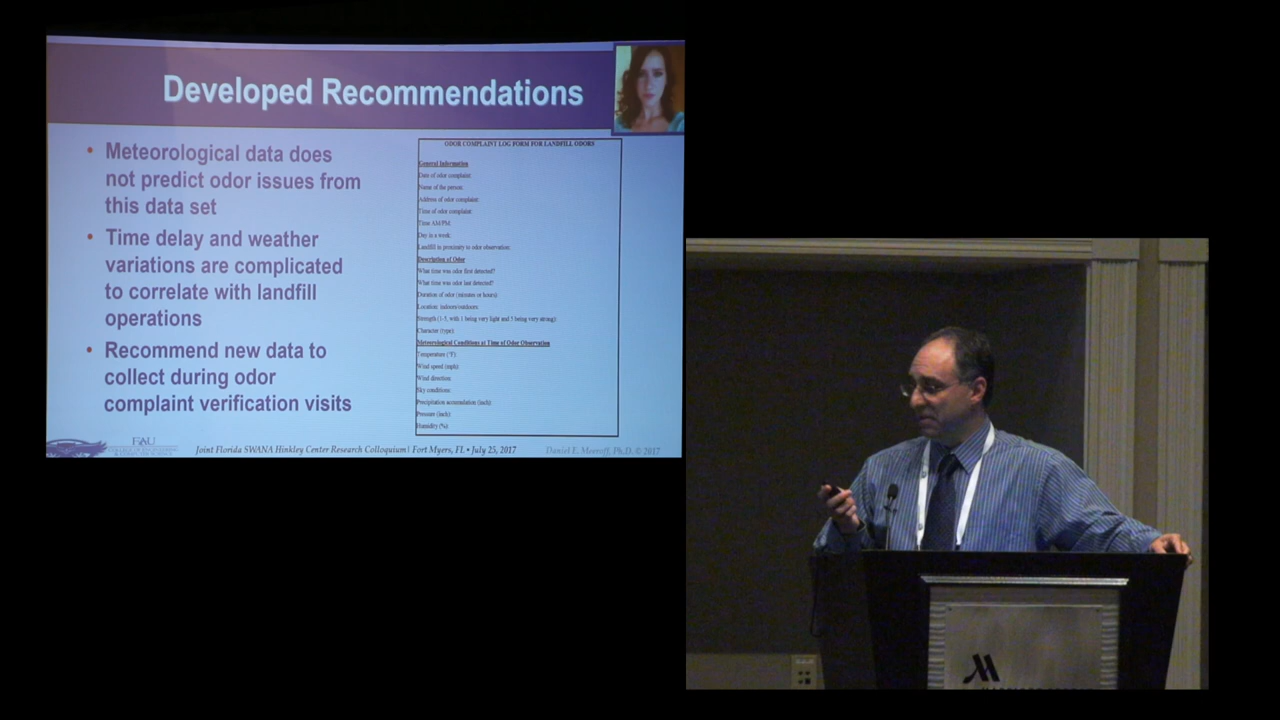 Developed Recommendations
• Meteorological data does
not predict odor issues from
this data set
• Time delay and weather
variations are complicated
to correlate with landfill
operations
• Recommend new data to
collect during odor
complaint verification visits
ODOR COMPLAINT LOG FORM FOR LANDFILL ODORS
General Information
Date of odor complaint:
Name of the person:
Address of odor complaint:
Time of odor complaint:
Time AM/PM:
Day in a week:
Landfill to proximity to odor observation:
Description of Odor
What time was odor first detected?
What time was odor last detected?
Duration of odor (minutes or hours):
Location: indoors/outdoors:
Strength (1-5, with 1 being very light and 5 being very strong):
Character (type):
Meteorological Conditions at Time of Odor Observation
Temperature (°F):
Wind speed (mph):
Wind direction:
Sky conditions:
Precipitation accumulation (inch):
Pressure (inch):
Humidity (%):
FAU
Joint Florida SWANA Hinkley Center Research Colloquium | Fort Myers, FL • July 25, 2017
Daniel E. Meeroff, Ph.D. © 2017